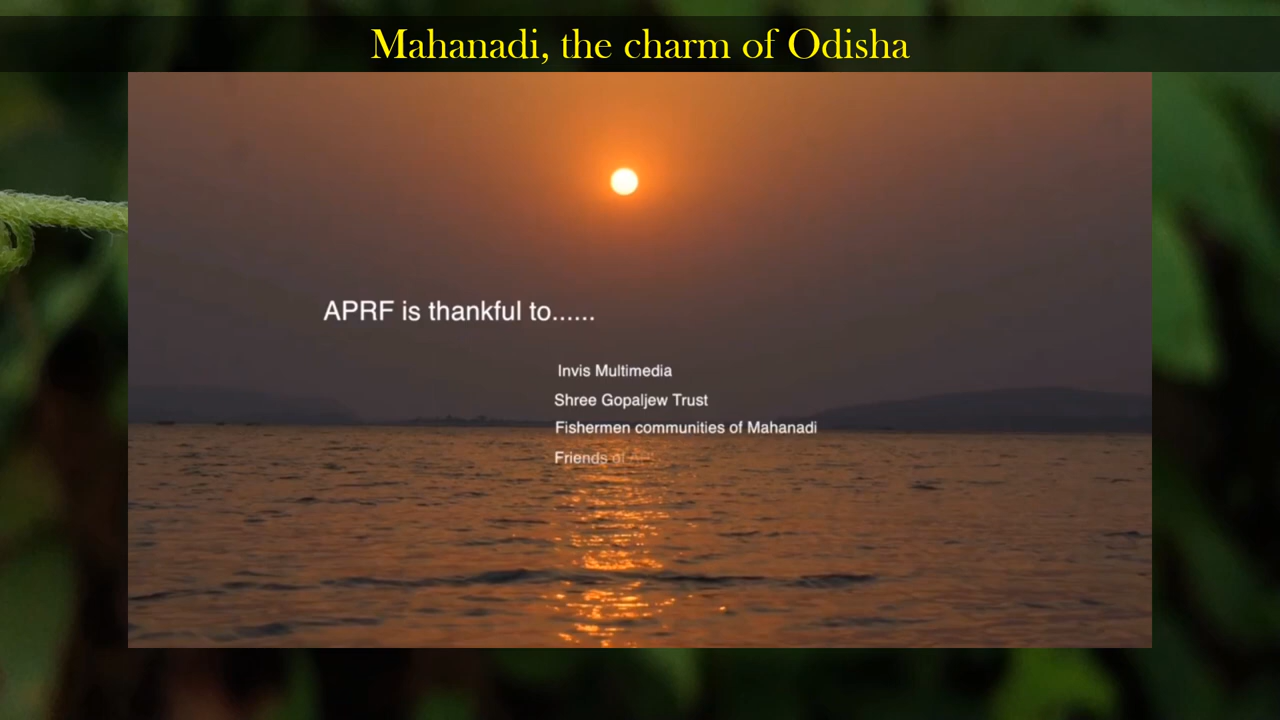 Mahanadi, the charm of Odisha
APRF is thankful to......
Invis Multimedia
Shree Gopaljew Trust
Fishermen communities of Mahanadi
Friends of